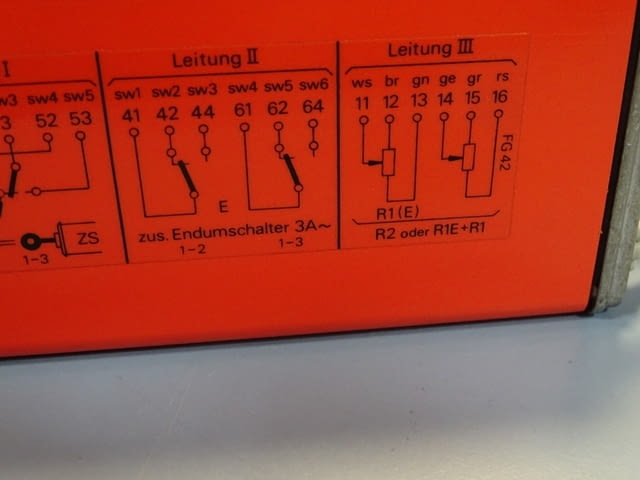 I
w3 sw4 sw5
3 52 53
ZS
1-3
Leitung II
sw1 sw2 sw3 sw4 sw5 sw6
41 42 44 61 62 64
E
zus. Endumschalter 3A~
1-2 1-3
Leitung III
ws br gn ge gr rs
11 12 13 14 15 16
R1(E)
R2 oder R1E+R1
FG 42